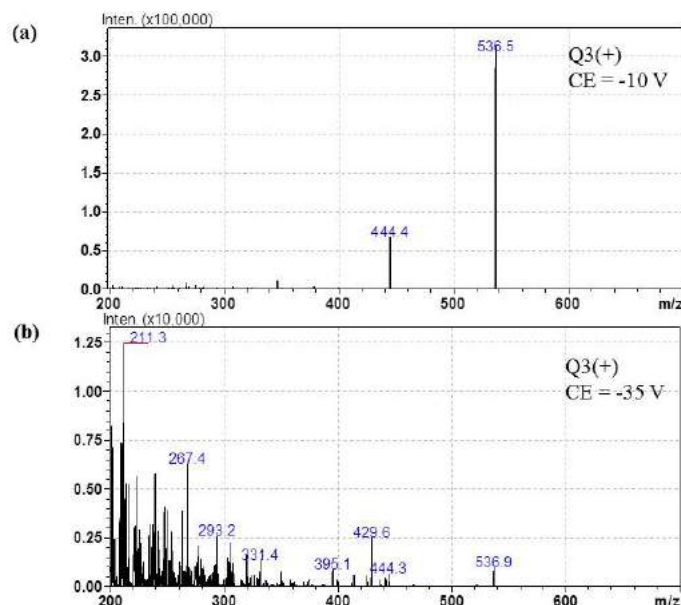 (a)
Inten. (x100,000)
536.5
Q3(+)
CE = -10 V
3.0
2.5
2.0
1.5
1.0
444.4
0.5
0.0
200 300 400 500 600 m/z
(b)
Inten. (x10,000)
1.25
211.3
Q3(+)
CE = -35 V
1.00
0.75
267.4
0.50
0.25
293.2
429.6
331.4
395.1
444.3
536.9
0.00
200 300 400 500 600 m/z